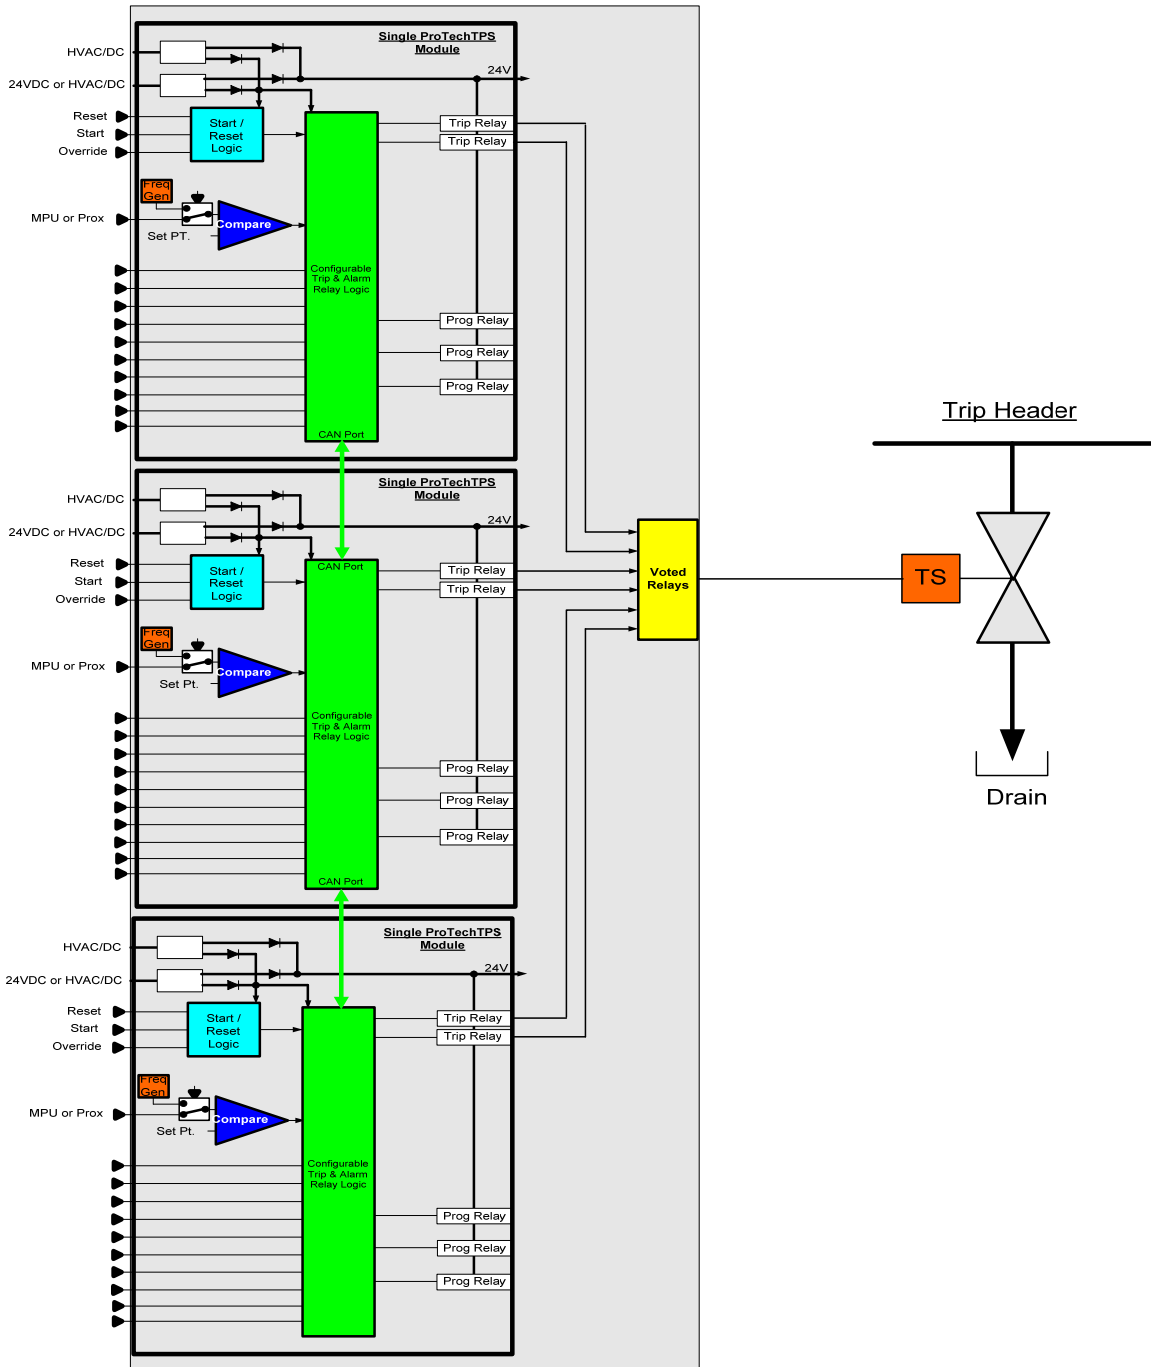 Single ProTechTPS
Module
HVAC/DC
24V
24VDC or HVAC/DC
Reset
Start
Override
Start /
Reset
Logic
Trip Relay
Trip Relay
Freq
Gen
MPU or Prox
Set PT.
Compare
Configurable
Trip & Alarm
Relay Logic
Prog Relay
Prog Relay
Prog Relay
CAN Port
Single ProTechTPS
Module
HVAC/DC
24V
24VDC or HVAC/DC
Reset
Start
Override
Start /
Reset
Logic
CAN Port
Trip Relay
Trip Relay
Freq
Gen
MPU or Prox
Set Pt.
Compare
Configurable
Trip & Alarm
Relay Logic
Prog Relay
Prog Relay
Prog Relay
CAN Port
Single ProTechTPS
Module
HVAC/DC
24V
24VDC or HVAC/DC
Reset
Start
Override
Start /
Reset
Logic
Trip Relay
Trip Relay
Freq
Gen
MPU or Prox
Set Pt.
Compare
Configurable
Trip & Alarm
Relay Logic
Prog Relay
Prog Relay
Prog Relay
Voted
Relays
Trip Header
TS
Drain